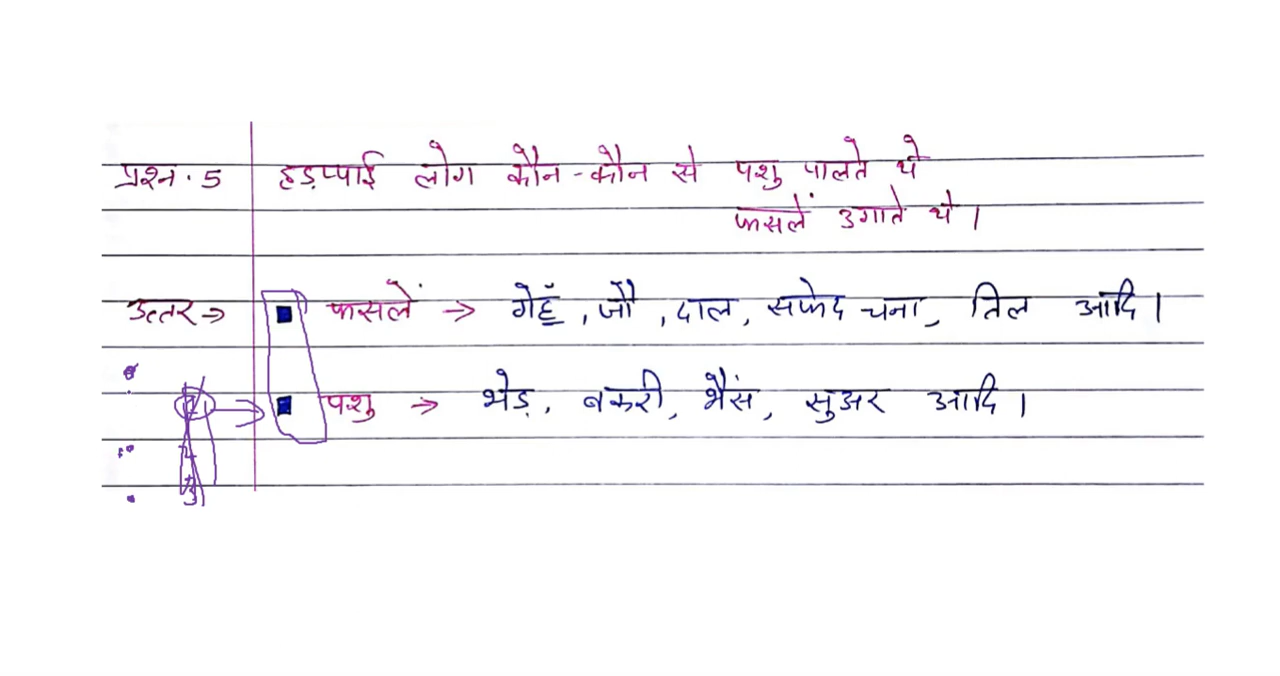 प्रश्न.5 हड़प्पाई लोग कौन-कौन से पशु पालते थे
फसलें उगाते थे।
उत्तर→ ■ फसलें → गेहूँ, जौ, दाल, सफेद चना, तिल आदि।
■ पशु → भेड़, बकरी, भैंस, सुअर आदि।